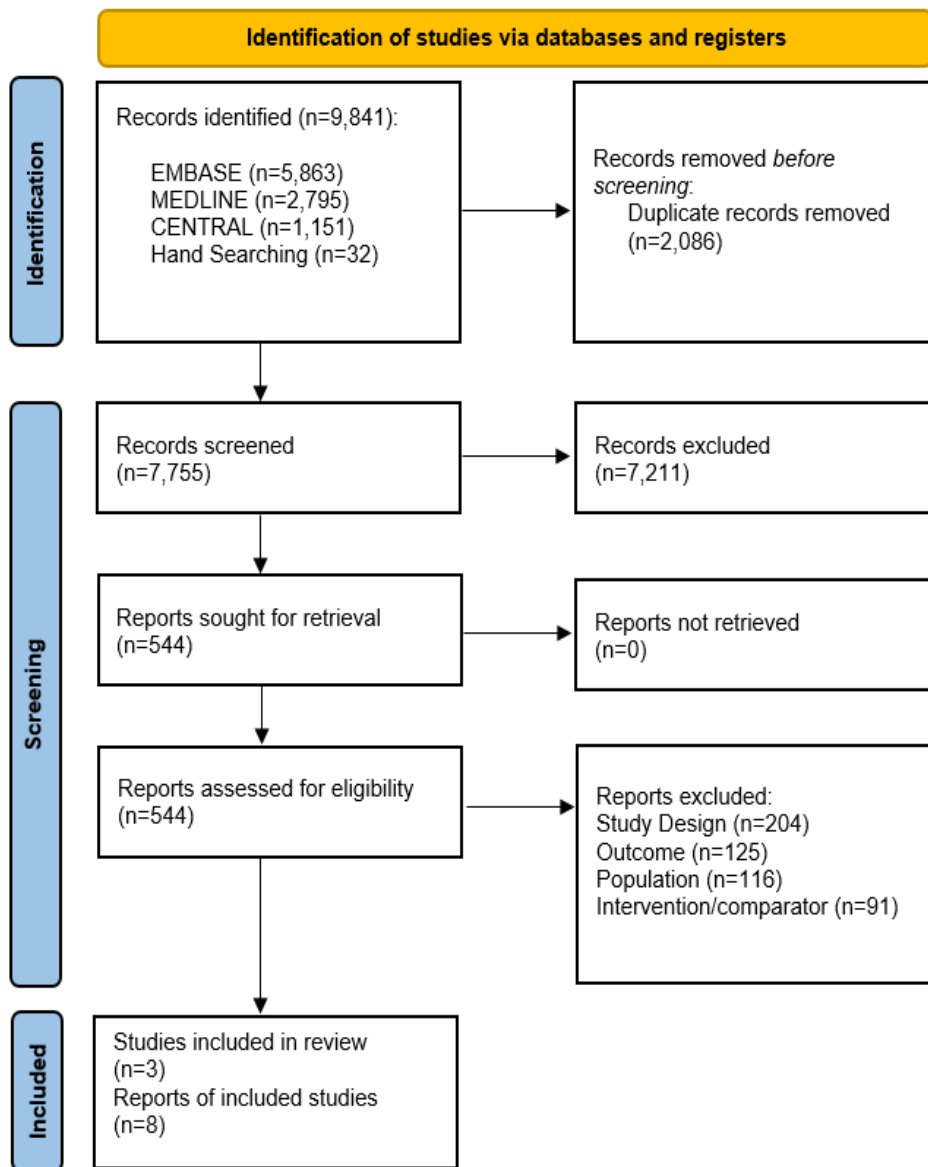 Identification of studies via databases and registers
Identification
Records identified (n=9,841):
EMBASE (n=5,863)
MEDLINE (n=2,795)
CENTRAL (n=1,151)
Hand Searching (n=32)
Records removed before
screening:
Duplicate records removed
(n=2,086)
Screening
Records screened
(n=7,755)
Records excluded
(n=7,211)
Reports sought for retrieval
(n=544)
Reports not retrieved
(n=0)
Reports assessed for eligibility
(n=544)
Reports excluded:
Study Design (n=204)
Outcome (n=125)
Population (n=116)
Intervention/comparator (n=91)
Included
Studies included in review
(n=3)
Reports of included studies
(n=8)